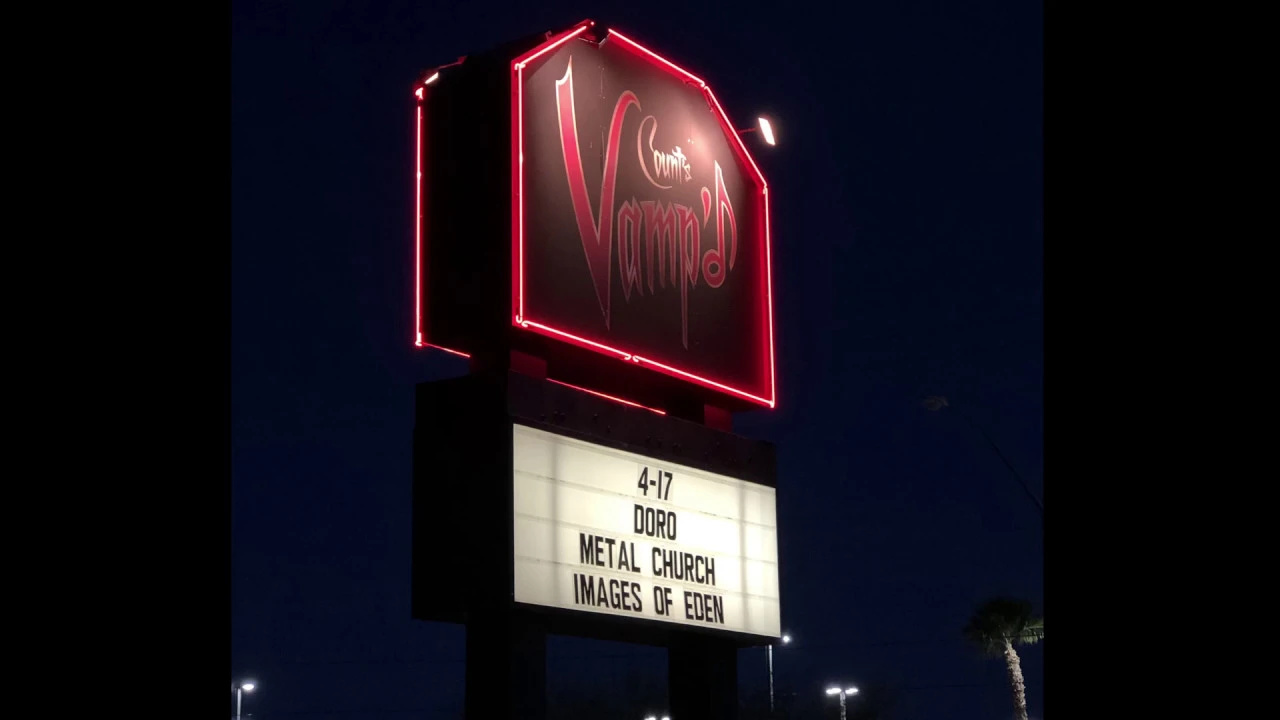 Count's
Vamp'd
4-17
DORO
METAL CHURCH
IMAGES OF EDEN